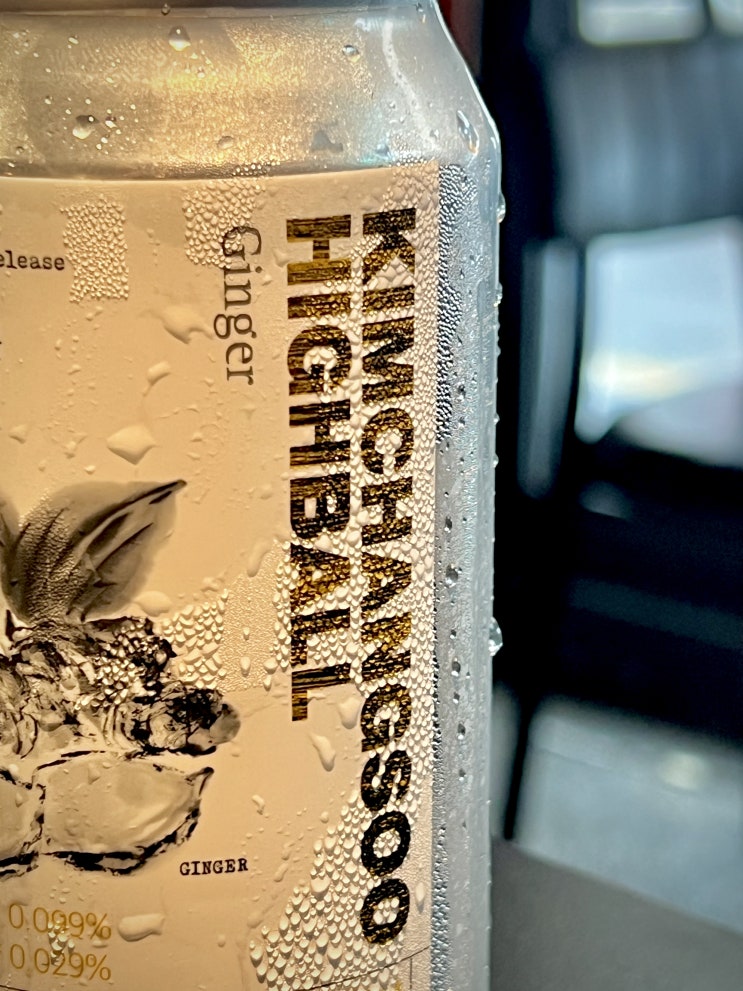 KIMCHANGSOO
HIGHBALL
Ginger
elease
GINGER
0.099%
0.029%